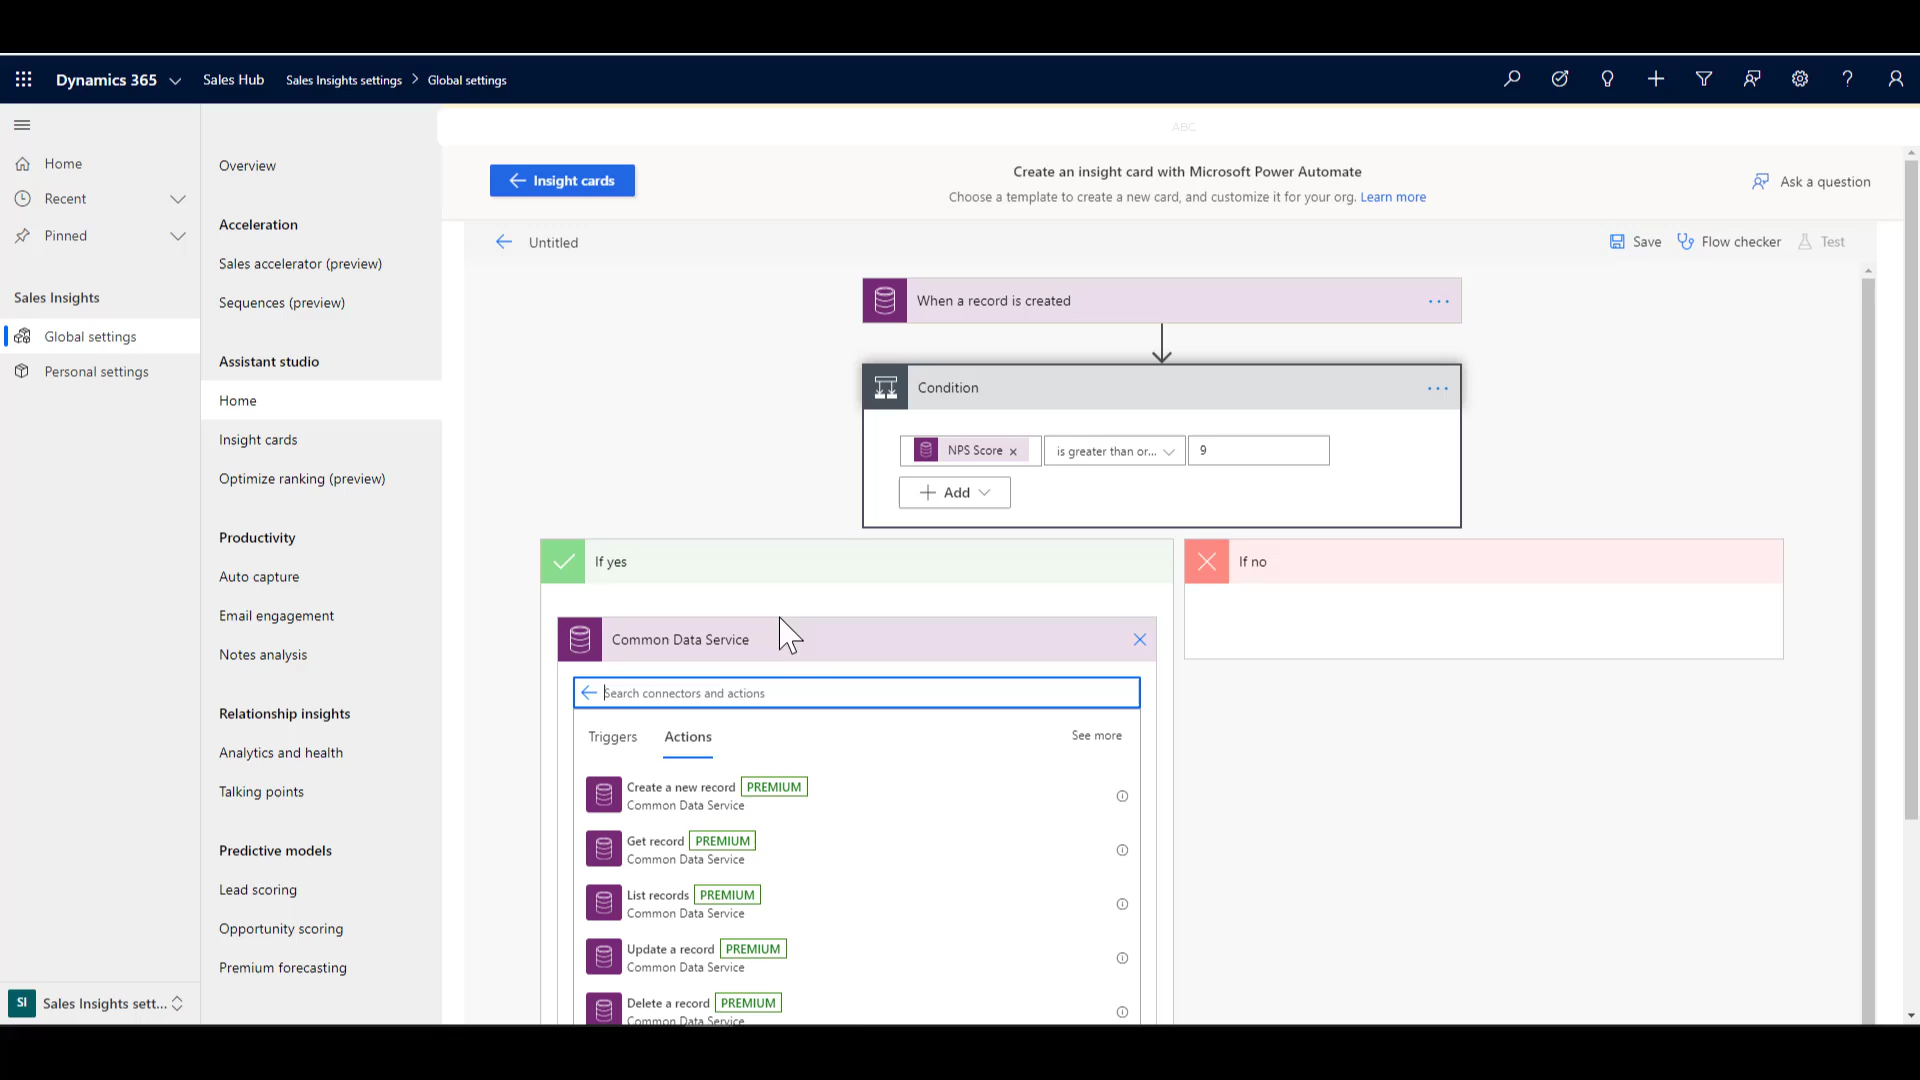 Dynamics 365
Sales Hub
Sales Insights settings
Global settings
Home
Recent
Pinned
Sales Insights
Global settings
Personal settings
SI
Sales Insights sett...
Overview
Acceleration
Sales accelerator (preview)
Sequences (preview)
Assistant studio
Home
Insight cards
Optimize ranking (preview)
Productivity
Auto capture
Email engagement
Notes analysis
Relationship insights
Analytics and health
Talking points
Predictive models
Lead scoring
Opportunity scoring
Premium forecasting
ABC
Insight cards
Create an insight card with Microsoft Power Automate
Choose a template to create a new card, and customize it for your org. Learn more
Ask a question
Untitled
Save
Flow checker
Test
When a record is created
Condition
NPS Score
is greater than or...
9
Add
If yes
If no
Common Data Service
Search connectors and actions
Triggers
Actions
See more
Create a new record PREMIUM
Common Data Service
Get record PREMIUM
Common Data Service
List records PREMIUM
Common Data Service
Update a record PREMIUM
Common Data Service
Delete a record PREMIUM
Common Data Service